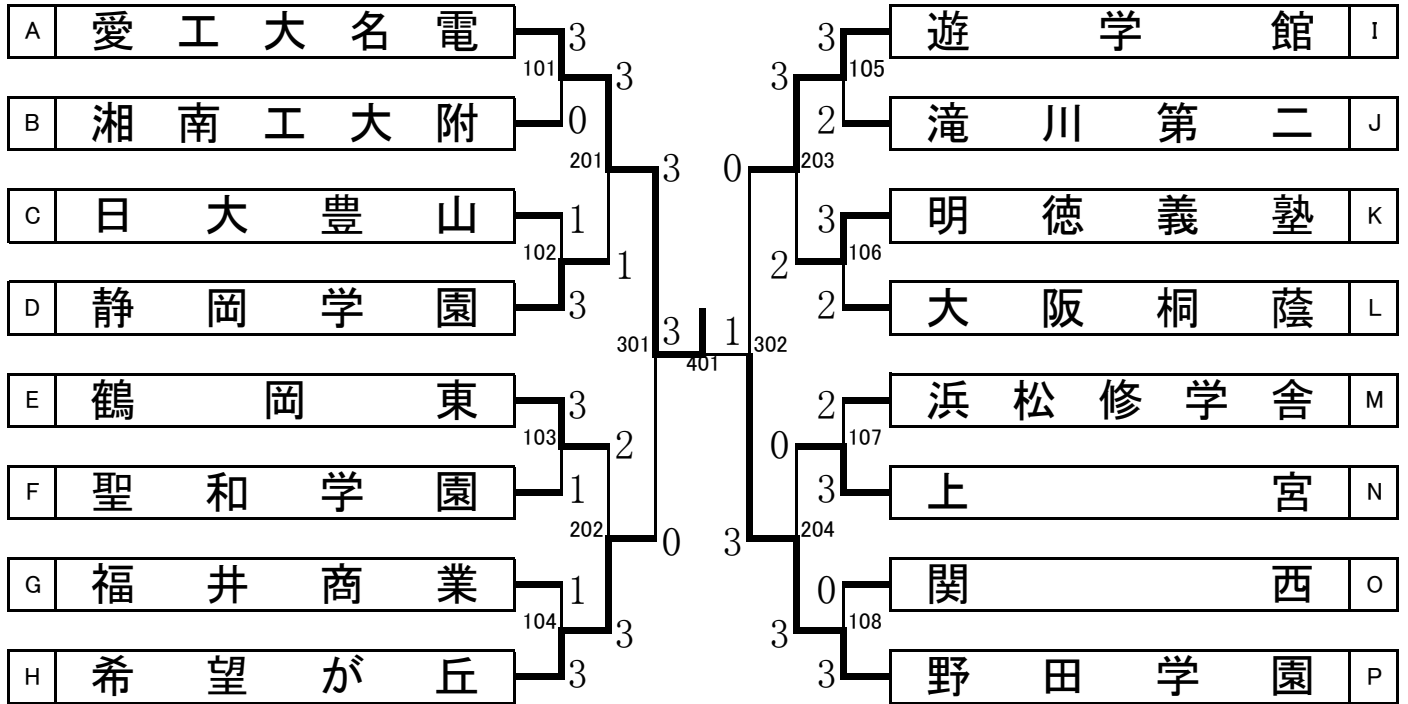 A 愛工大名電 3
101
3
B 湘南工大附 0
201
3
C 日大豊山 1
102
1
D 静岡学園 3
301
3
E 鶴岡東 3
103
2
F 聖和学園 1
202
0
G 福井商業 1
104
3
H 希望が丘 3
401
3 遊学館 I
105
3
2 滝川第二 J
203
0
3 明徳義塾 K
106
2
2 大阪桐蔭 L
1
302
2 浜松修学舎 M
107
0
3 上宮 N
204
3
0 関西 O
108
3
3 野田学園 P